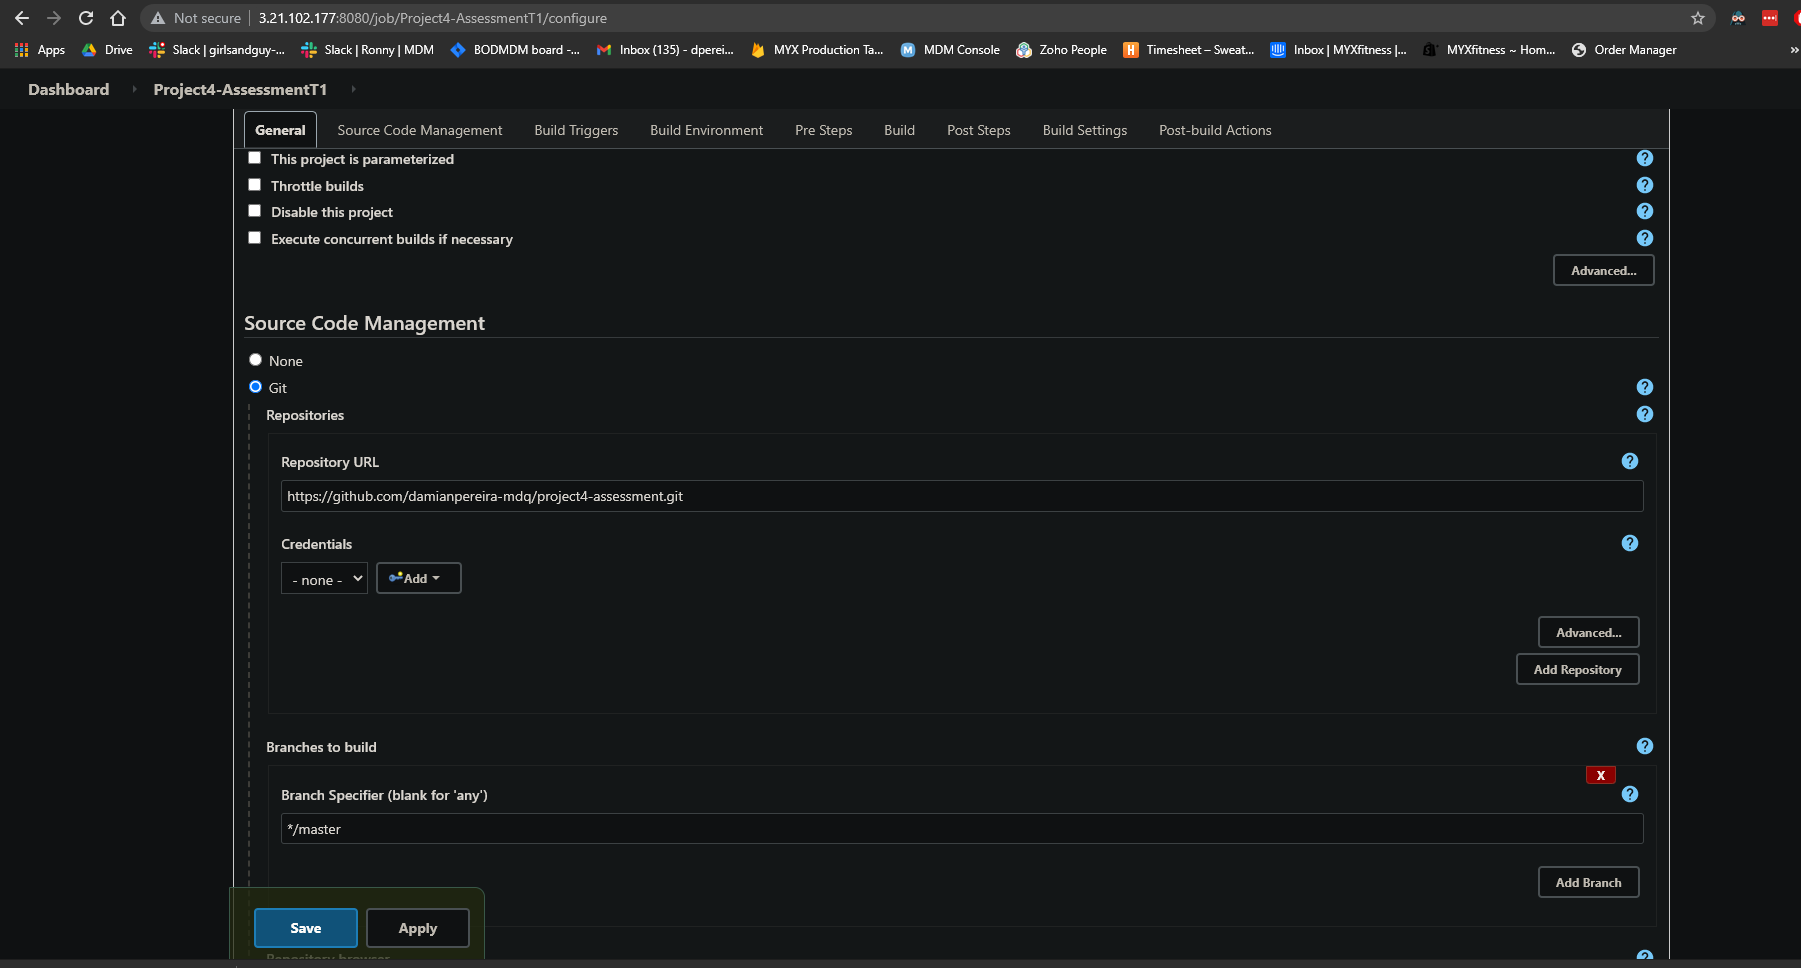 Not secure | 3.21.102.177:8080/job/Project4-AssessmentT1/configure
Apps Drive Slack | girlsandguy-... Slack | Ronny | MDM BODMDM board -... Inbox (135) - dperei... MYX Production Ta... MDM Console Zoho People Timesheet – Sweat... Inbox | MYXfitness |... MYXfitness ~ Hom... Order Manager »
Dashboard Project4-AssessmentT1
General Source Code Management Build Triggers Build Environment Pre Steps Build Post Steps Build Settings Post-build Actions
This project is parameterized
Throttle builds
Disable this project
Execute concurrent builds if necessary
Advanced...
Source Code Management
None
Git
Repositories
Repository URL
https://github.com/damianpereira-mdq/project4-assessment.git
Credentials
- none - Add
Advanced...
Add Repository
Branches to build
X
Branch Specifier (blank for 'any')
*/master
Add Branch
Save Apply
Repository browser